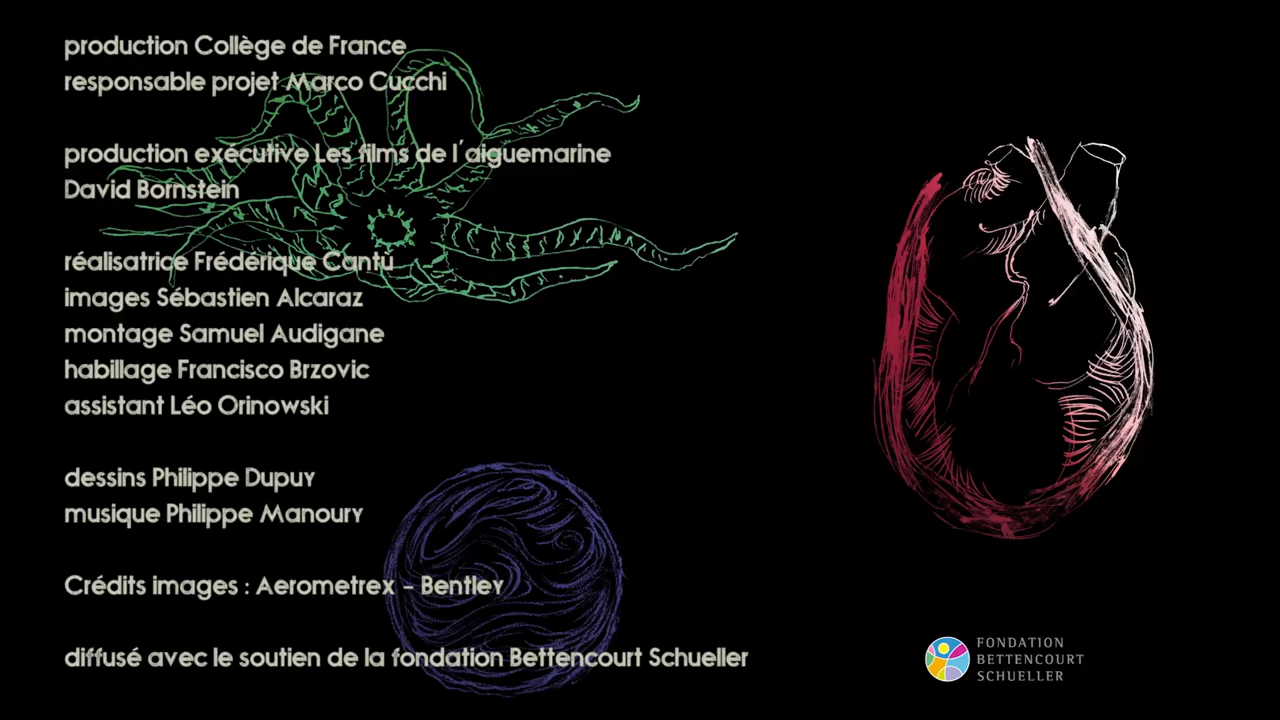 production Collège de France
responsable projet Marco Cucchi
production exécutive Les films de l'aiguemarine
David Bornstein
réalisatrice Frédérique Cantù
images Sébastien Alcaraz
montage Samuel Audigane
habillage Francisco Brzovic
assistant Léo Orinowski
dessins Philippe Dupuy
musique Philippe Manoury
Crédits images : Aerometrex – Bentley
diffusé avec le soutien de la fondation Bettencourt Schueller
FONDATION
BETTENCOURT
SCHUELLER